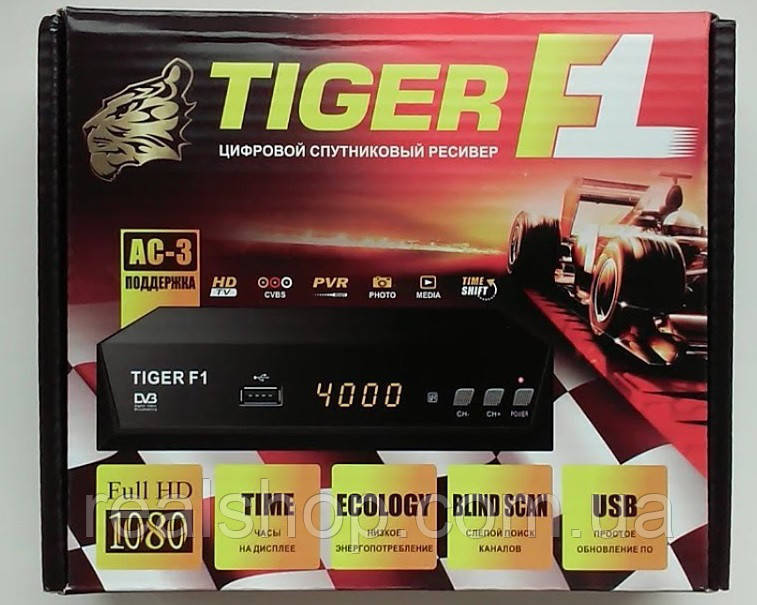 TIGER F1
ЦИФРОВОЙ СПУТНИКОВЫЙ РЕСИВЕР
AC-3
ПОДДЕРЖКА
HD
TV
CVBS
PVR
PHOTO
MEDIA
TIME
SHIFT
TIGER F1
DVB
4000
CH-
CH+
POWER
Full HD
1080
TIME
ЧАСЫ
НА ДИСПЛЕЕ
ECOLOGY
НИЗКОЕ
ЭНЕРГОПОТРЕБЛЕНИЕ
BLIND SCAN
СЛЕПОЙ ПОИСК
КАНАЛОВ
USB
ПРОСТОЕ
ОБНОВЛЕНИЕ ПО
realshop.com.ua